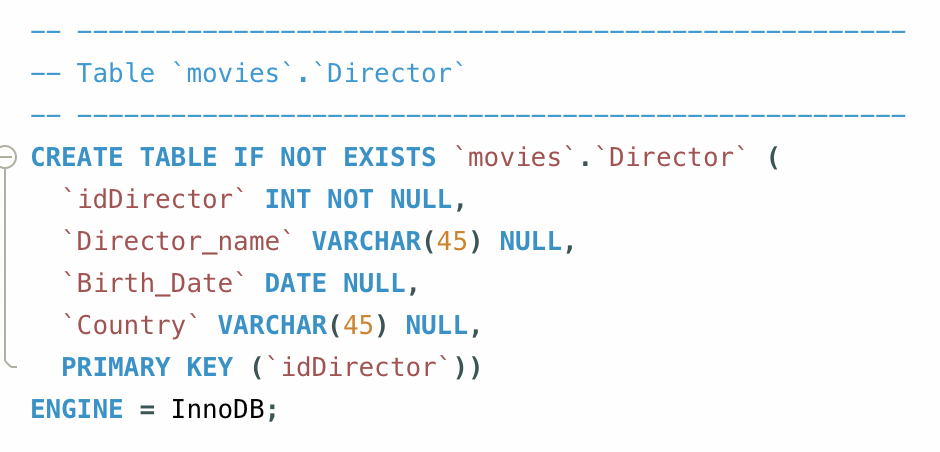 -- -----------------------------------------------------
-- Table `movies`.`Director`
-- -----------------------------------------------------
CREATE TABLE IF NOT EXISTS `movies`.`Director` (
  `idDirector` INT NOT NULL,
  `Director_name` VARCHAR(45) NULL,
  `Birth_Date` DATE NULL,
  `Country` VARCHAR(45) NULL,
  PRIMARY KEY (`idDirector`))
ENGINE = InnoDB;